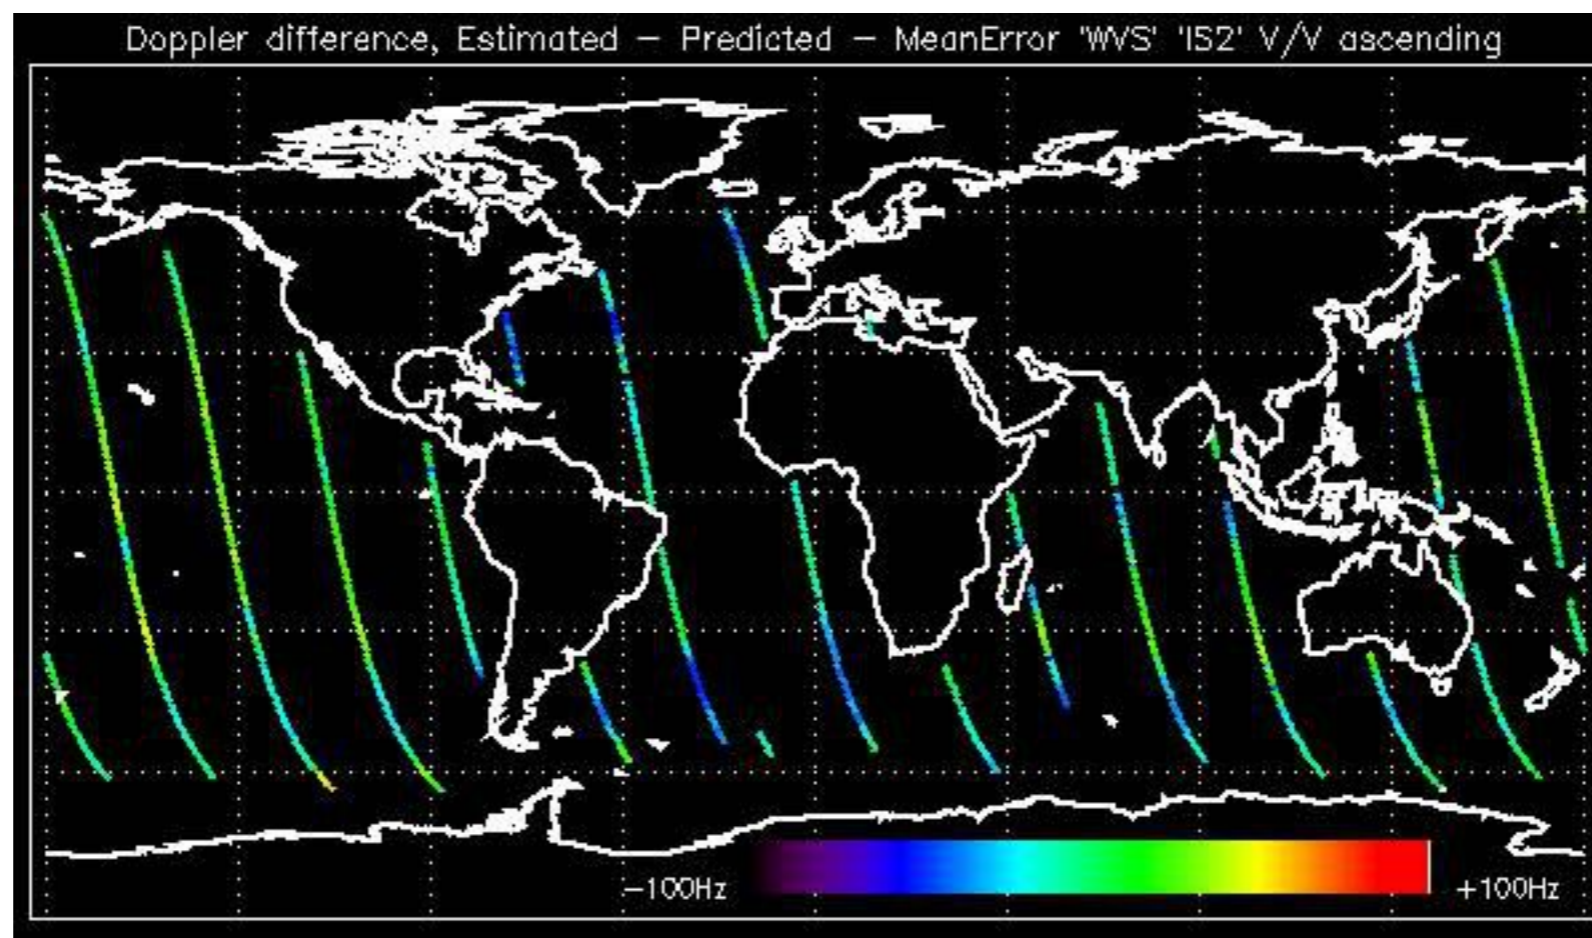 Doppler difference, Estimated – Predicted – MeanError 'WVS' 'IS2' V/V ascending
–100Hz
+100Hz